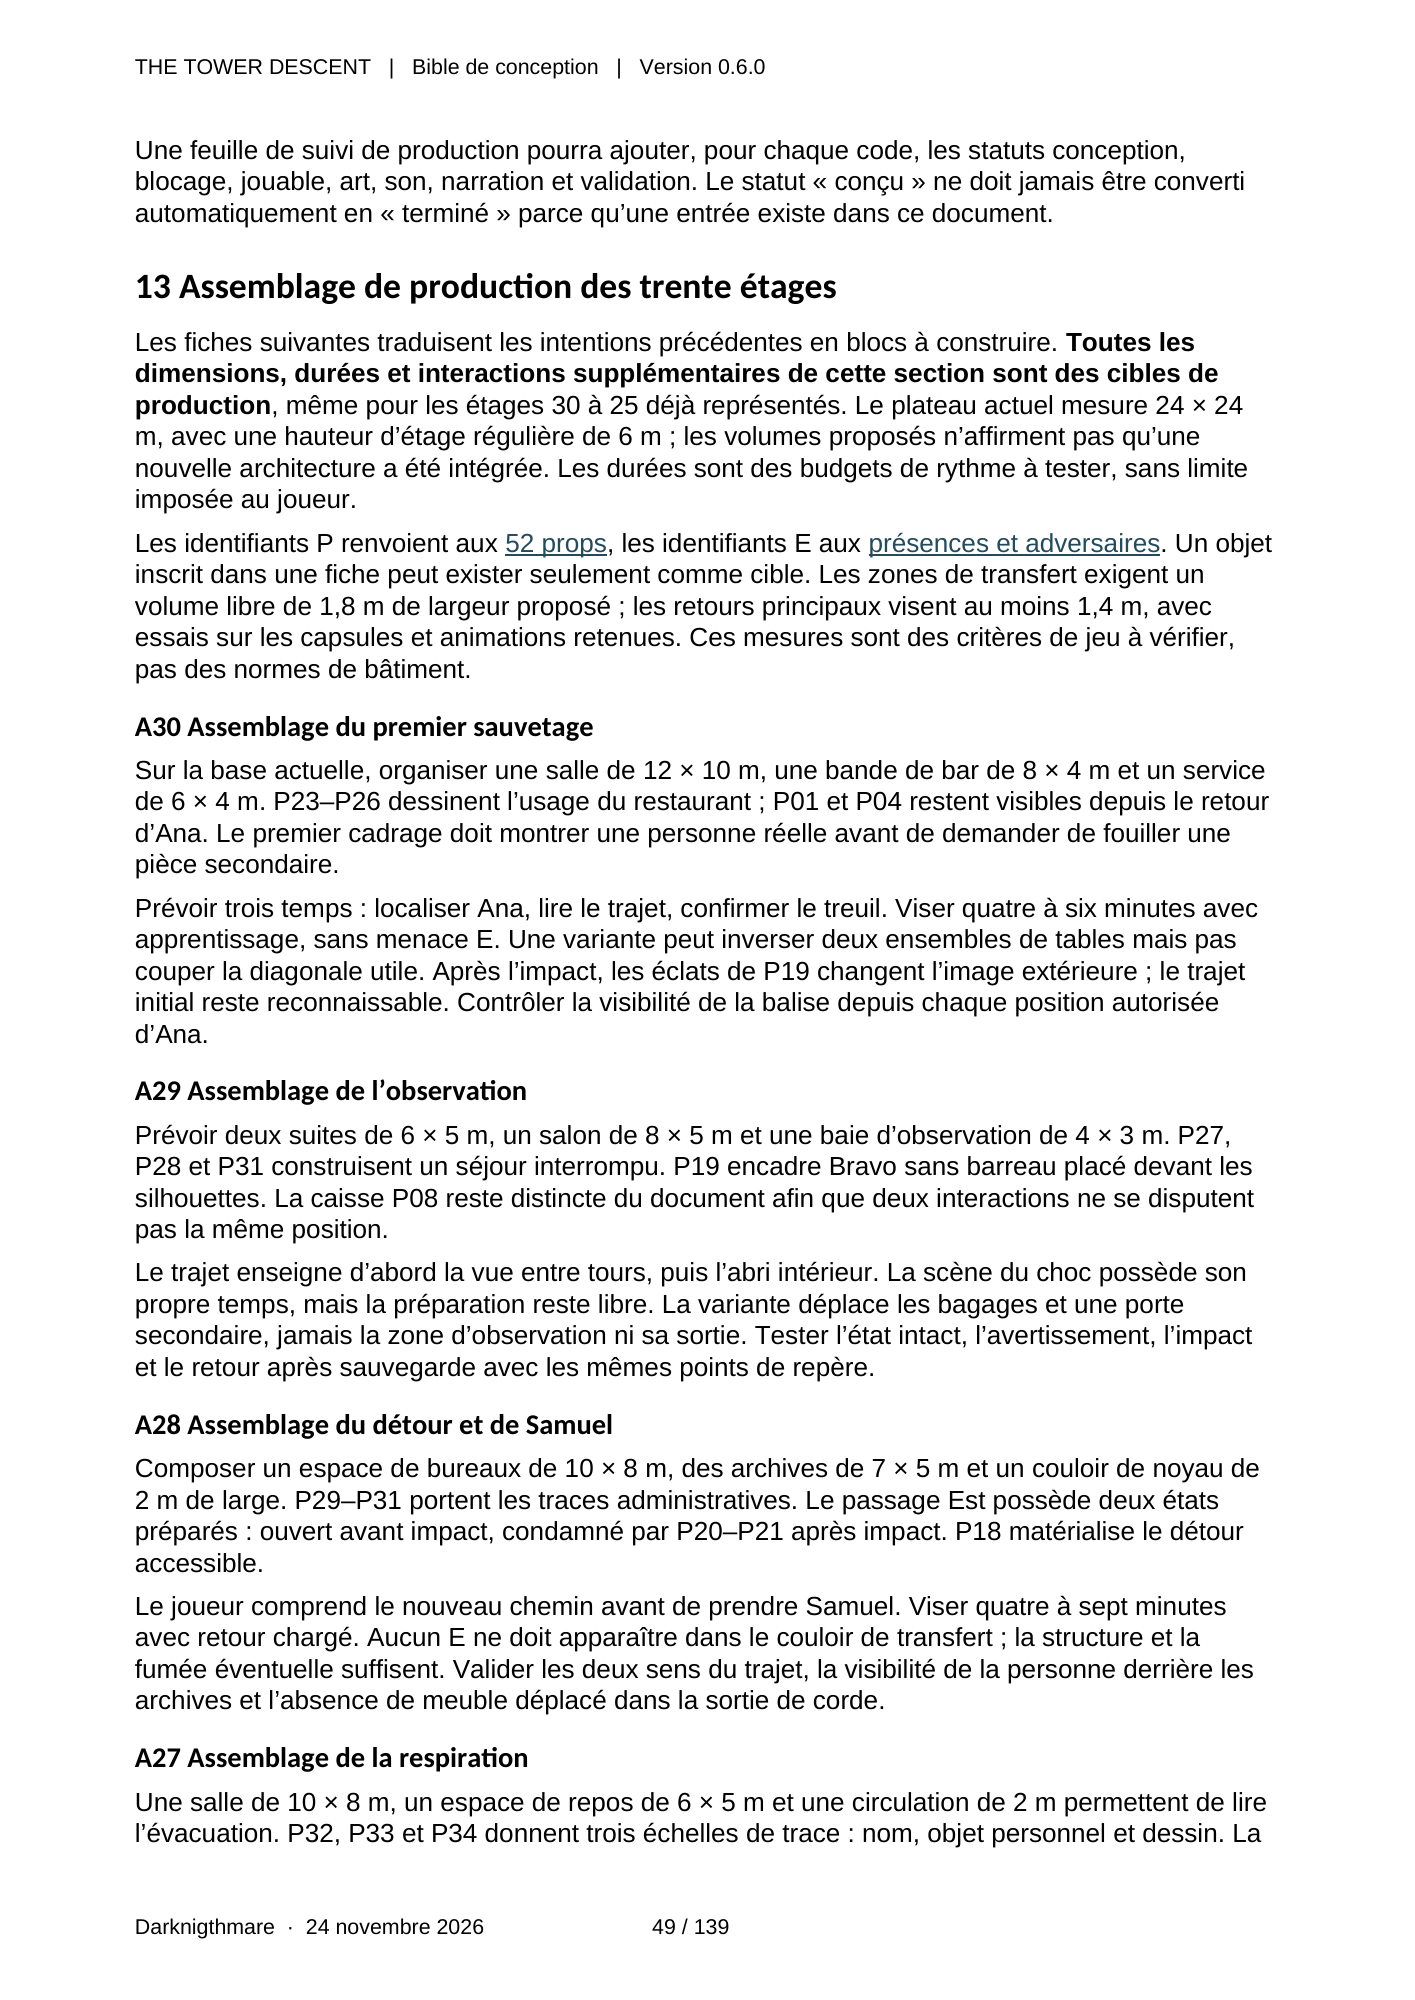 THE TOWER DESCENT | Bible de conception | Version 0.6.0
Une feuille de suivi de production pourra ajouter, pour chaque code, les statuts conception,
blocage, jouable, art, son, narration et validation. Le statut « conçu » ne doit jamais être converti
automatiquement en « terminé » parce qu’une entrée existe dans ce document.
13 Assemblage de production des trente étages
Les fiches suivantes traduisent les intentions précédentes en blocs à construire. Toutes les
dimensions, durées et interactions supplémentaires de cette section sont des cibles de
production, même pour les étages 30 à 25 déjà représentés. Le plateau actuel mesure 24 × 24
m, avec une hauteur d’étage régulière de 6 m ; les volumes proposés n’affirment pas qu’une
nouvelle architecture a été intégrée. Les durées sont des budgets de rythme à tester, sans limite
imposée au joueur.
Les identifiants P renvoient aux 52 props, les identifiants E aux présences et adversaires. Un objet
inscrit dans une fiche peut exister seulement comme cible. Les zones de transfert exigent un
volume libre de 1,8 m de largeur proposé ; les retours principaux visent au moins 1,4 m, avec
essais sur les capsules et animations retenues. Ces mesures sont des critères de jeu à vérifier,
pas des normes de bâtiment.
A30 Assemblage du premier sauvetage
Sur la base actuelle, organiser une salle de 12 × 10 m, une bande de bar de 8 × 4 m et un service
de 6 × 4 m. P23–P26 dessinent l’usage du restaurant ; P01 et P04 restent visibles depuis le retour
d’Ana. Le premier cadrage doit montrer une personne réelle avant de demander de fouiller une
pièce secondaire.
Prévoir trois temps : localiser Ana, lire le trajet, confirmer le treuil. Viser quatre à six minutes avec
apprentissage, sans menace E. Une variante peut inverser deux ensembles de tables mais pas
couper la diagonale utile. Après l’impact, les éclats de P19 changent l’image extérieure ; le trajet
initial reste reconnaissable. Contrôler la visibilité de la balise depuis chaque position autorisée
d’Ana.
A29 Assemblage de l’observation
Prévoir deux suites de 6 × 5 m, un salon de 8 × 5 m et une baie d’observation de 4 × 3 m. P27,
P28 et P31 construisent un séjour interrompu. P19 encadre Bravo sans barreau placé devant les
silhouettes. La caisse P08 reste distincte du document afin que deux interactions ne se disputent
pas la même position.
Le trajet enseigne d’abord la vue entre tours, puis l’abri intérieur. La scène du choc possède son
propre temps, mais la préparation reste libre. La variante déplace les bagages et une porte
secondaire, jamais la zone d’observation ni sa sortie. Tester l’état intact, l’avertissement, l’impact
et le retour après sauvegarde avec les mêmes points de repère.
A28 Assemblage du détour et de Samuel
Composer un espace de bureaux de 10 × 8 m, des archives de 7 × 5 m et un couloir de noyau de
2 m de large. P29–P31 portent les traces administratives. Le passage Est possède deux états
préparés : ouvert avant impact, condamné par P20–P21 après impact. P18 matérialise le détour
accessible.
Le joueur comprend le nouveau chemin avant de prendre Samuel. Viser quatre à sept minutes
avec retour chargé. Aucun E ne doit apparaître dans le couloir de transfert ; la structure et la
fumée éventuelle suffisent. Valider les deux sens du trajet, la visibilité de la personne derrière les
archives et l’absence de meuble déplacé dans la sortie de corde.
A27 Assemblage de la respiration
Une salle de 10 × 8 m, un espace de repos de 6 × 5 m et une circulation de 2 m permettent de lire
l’évacuation. P32, P33 et P34 donnent trois échelles de trace : nom, objet personnel et dessin. La
Darknigthmare · 24 novembre 2026 49 / 139